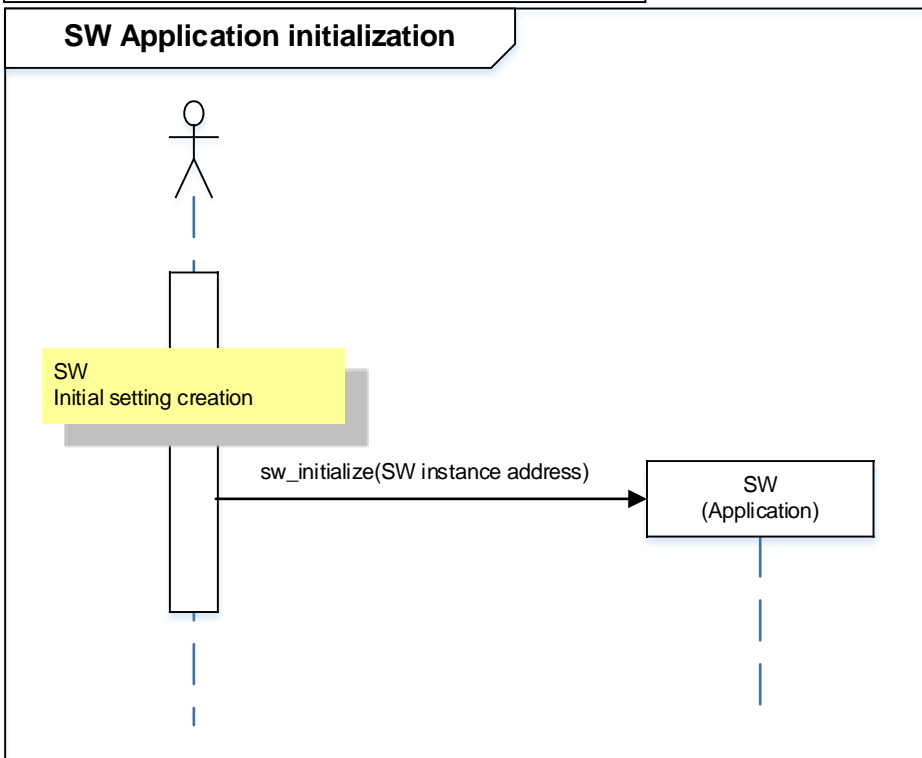 SW Application initialization
SW
Initial setting creation
sw_initialize(SW instance address)
SW
(Application)